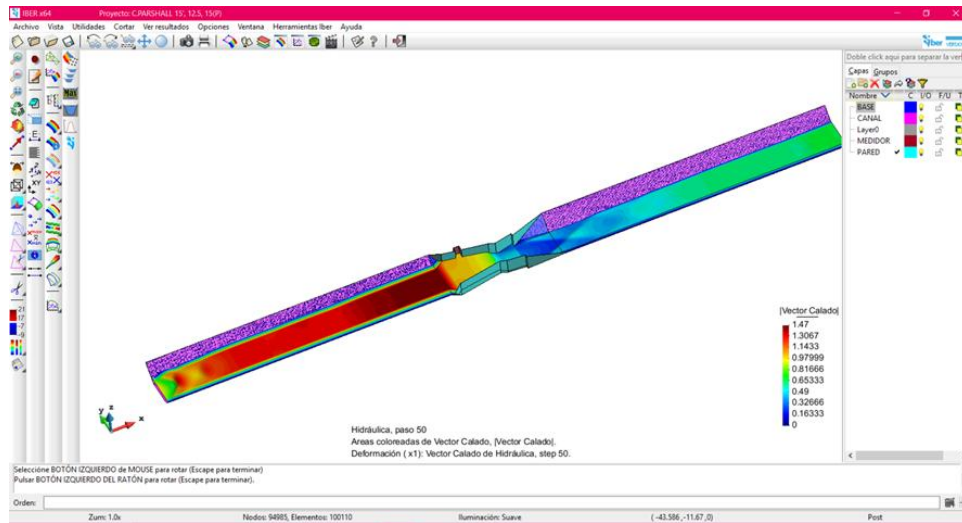 IBER x64 Proyecto: C.PARSHALL 15', 12.5, 15(P)
Archivo Vista Utilidades Cortar Ver resultados Opciones Ventana Herramientas Iber Ayuda
Iber
Doble click aqui para separar la vent
Capas Grupos
Nombre C I/O F/U T
BASE
CANAL
Layer0
MEDIDOR
PARED
|Vector Calado|
1.47
1.3067
1.1433
0.97999
0.81666
0.65333
0.49
0.32666
0.16333
0
y z x
Hidráulica, paso 50
Areas coloreadas de Vector Calado, |Vector Calado|.
Deformación ( x1): Vector Calado de Hidráulica, step 50.
Seleccióne BOTÓN IZQUIERDO de MOUSE para rotar (Escape para terminar)
Pulsar BOTÓN IZQUIERDO DEL RATÓN para rotar (Escape para terminar).
Orden:
Zum: 1.0x Nodos: 94985, Elementos: 100110 Iluminación: Suave (-43.586 ,-11.67 ,0) Post